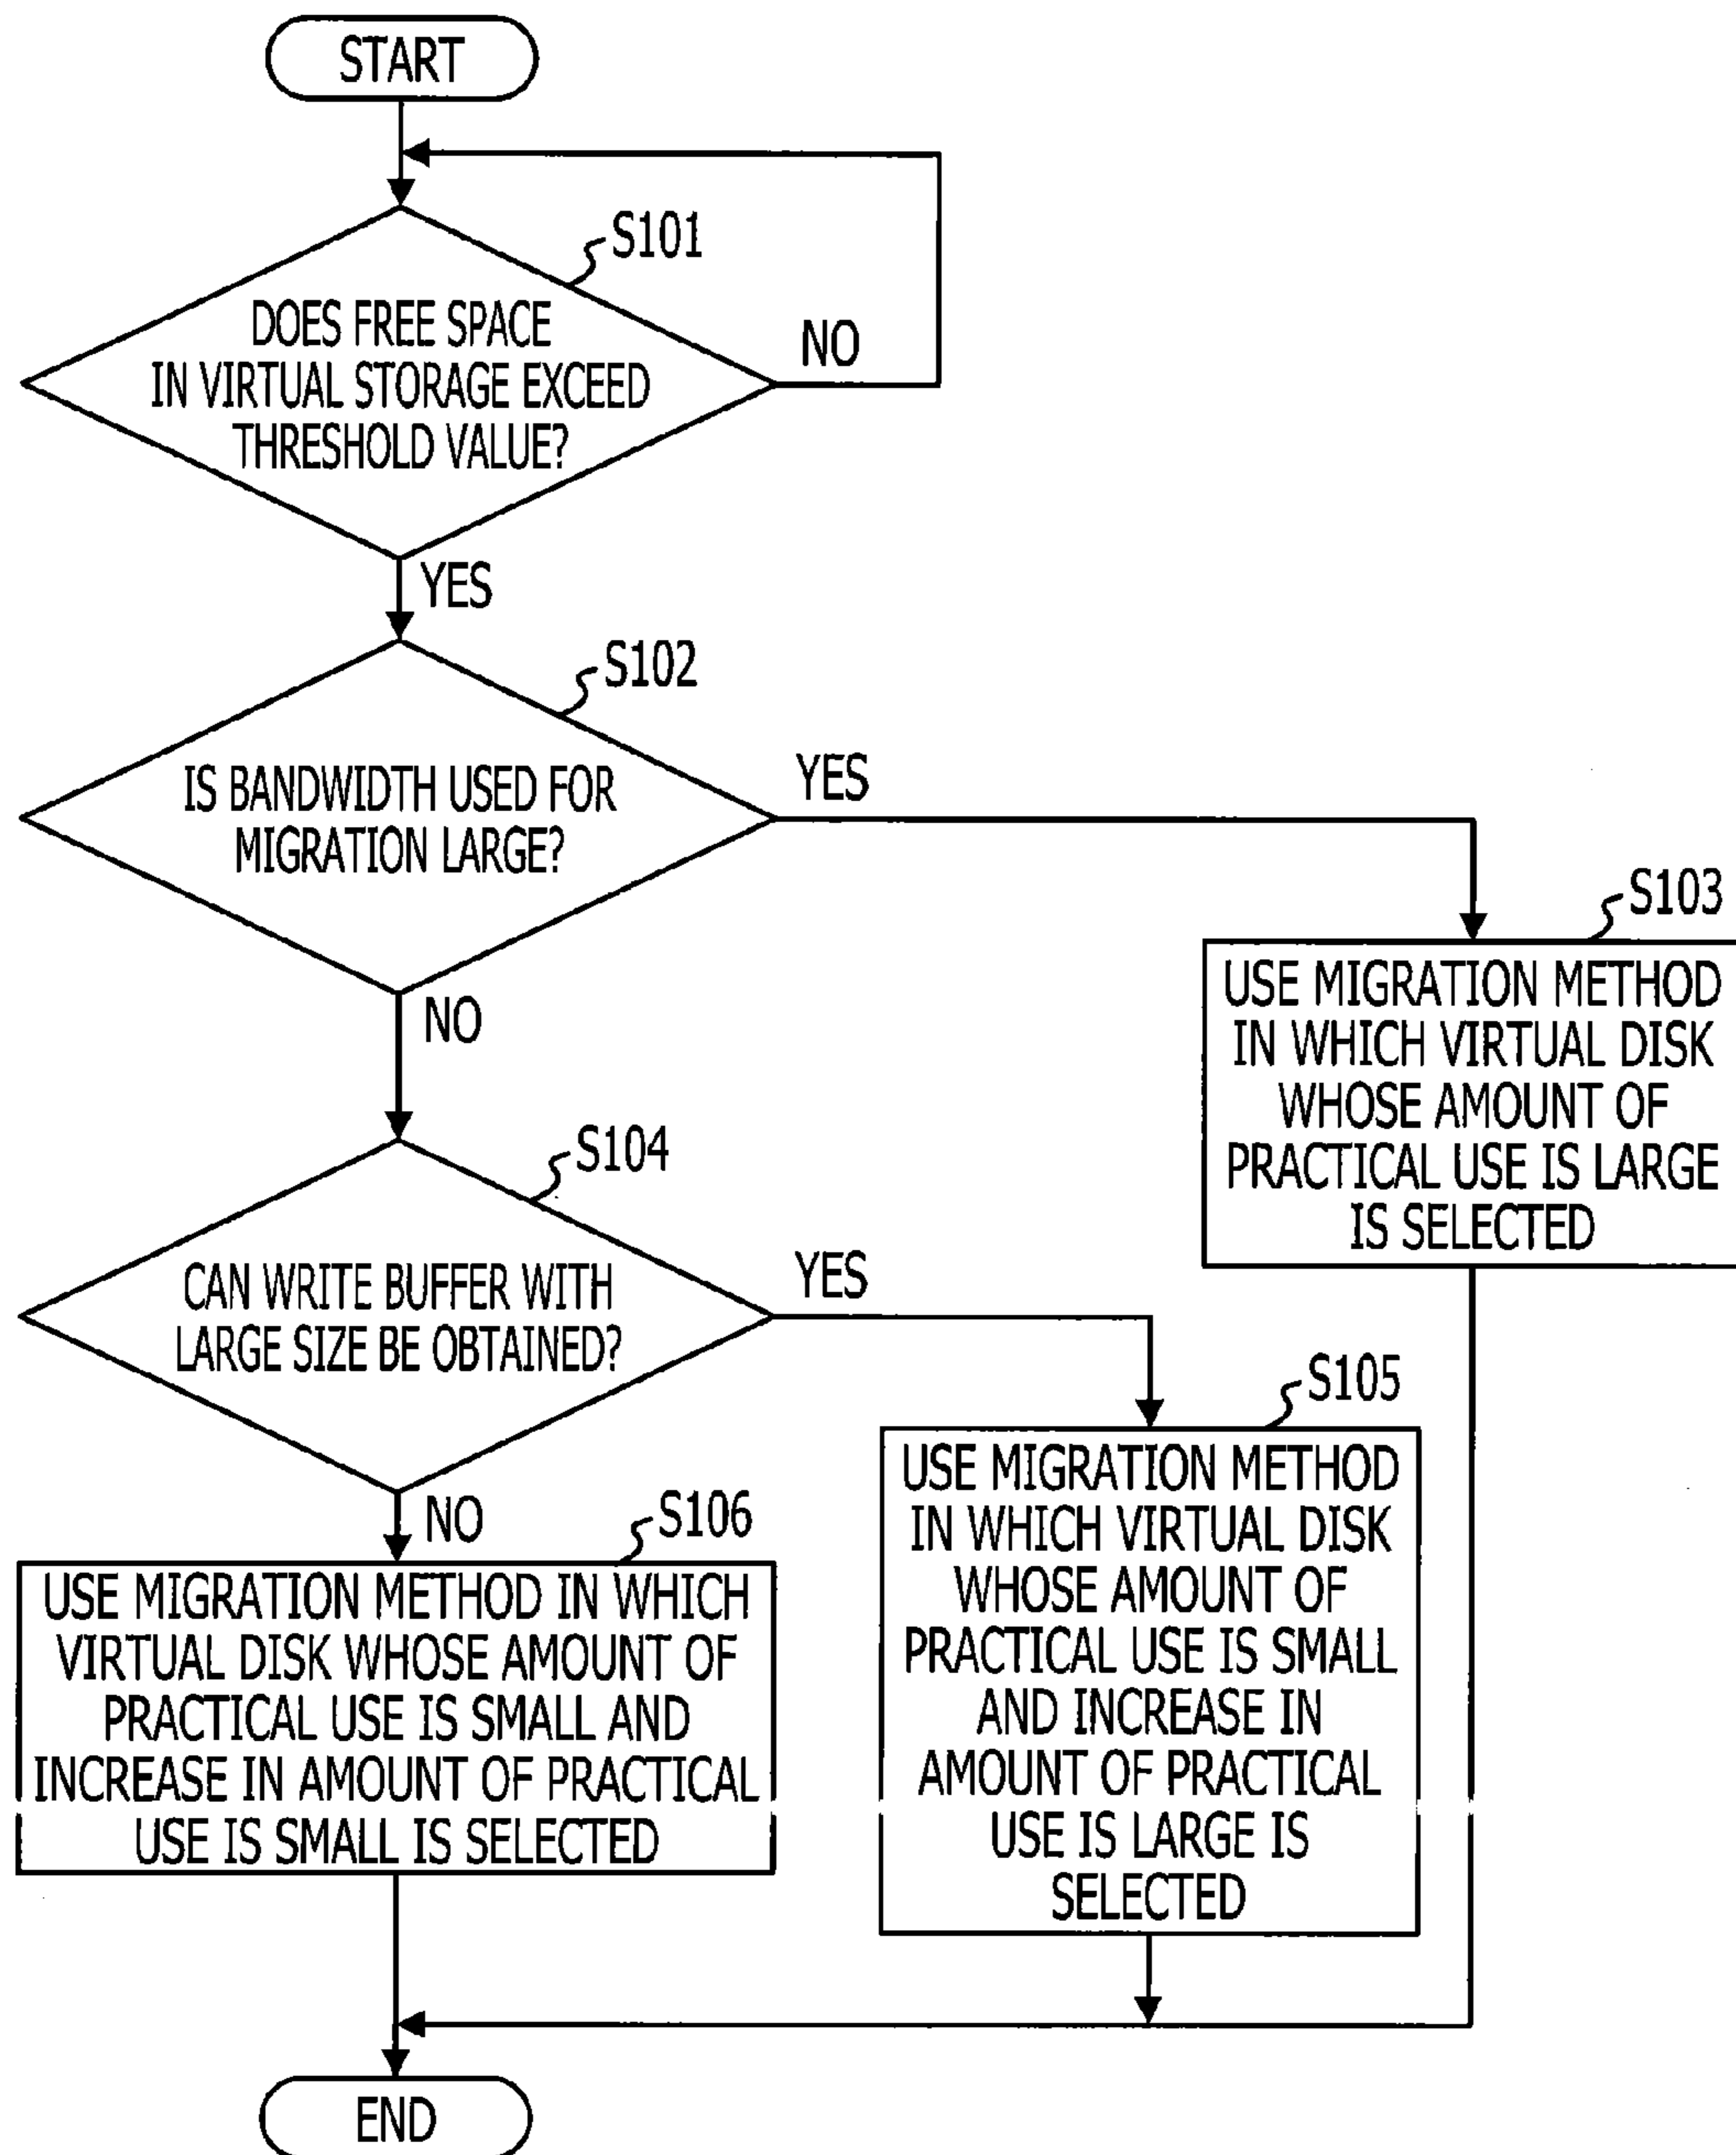 START
S101
DOES FREE SPACE
IN VIRTUAL STORAGE EXCEED
THRESHOLD VALUE?
NO
YES
S102
IS BANDWIDTH USED FOR
MIGRATION LARGE?
YES
NO
S103
USE MIGRATION METHOD
IN WHICH VIRTUAL DISK
WHOSE AMOUNT OF
PRACTICAL USE IS LARGE
IS SELECTED
S104
CAN WRITE BUFFER WITH
LARGE SIZE BE OBTAINED?
YES
NO
S105
USE MIGRATION METHOD
IN WHICH VIRTUAL DISK
WHOSE AMOUNT OF
PRACTICAL USE IS SMALL
AND INCREASE IN
AMOUNT OF PRACTICAL
USE IS LARGE IS
SELECTED
S106
USE MIGRATION METHOD IN WHICH
VIRTUAL DISK WHOSE AMOUNT OF
PRACTICAL USE IS SMALL AND
INCREASE IN AMOUNT OF PRACTICAL
USE IS SMALL IS SELECTED
END